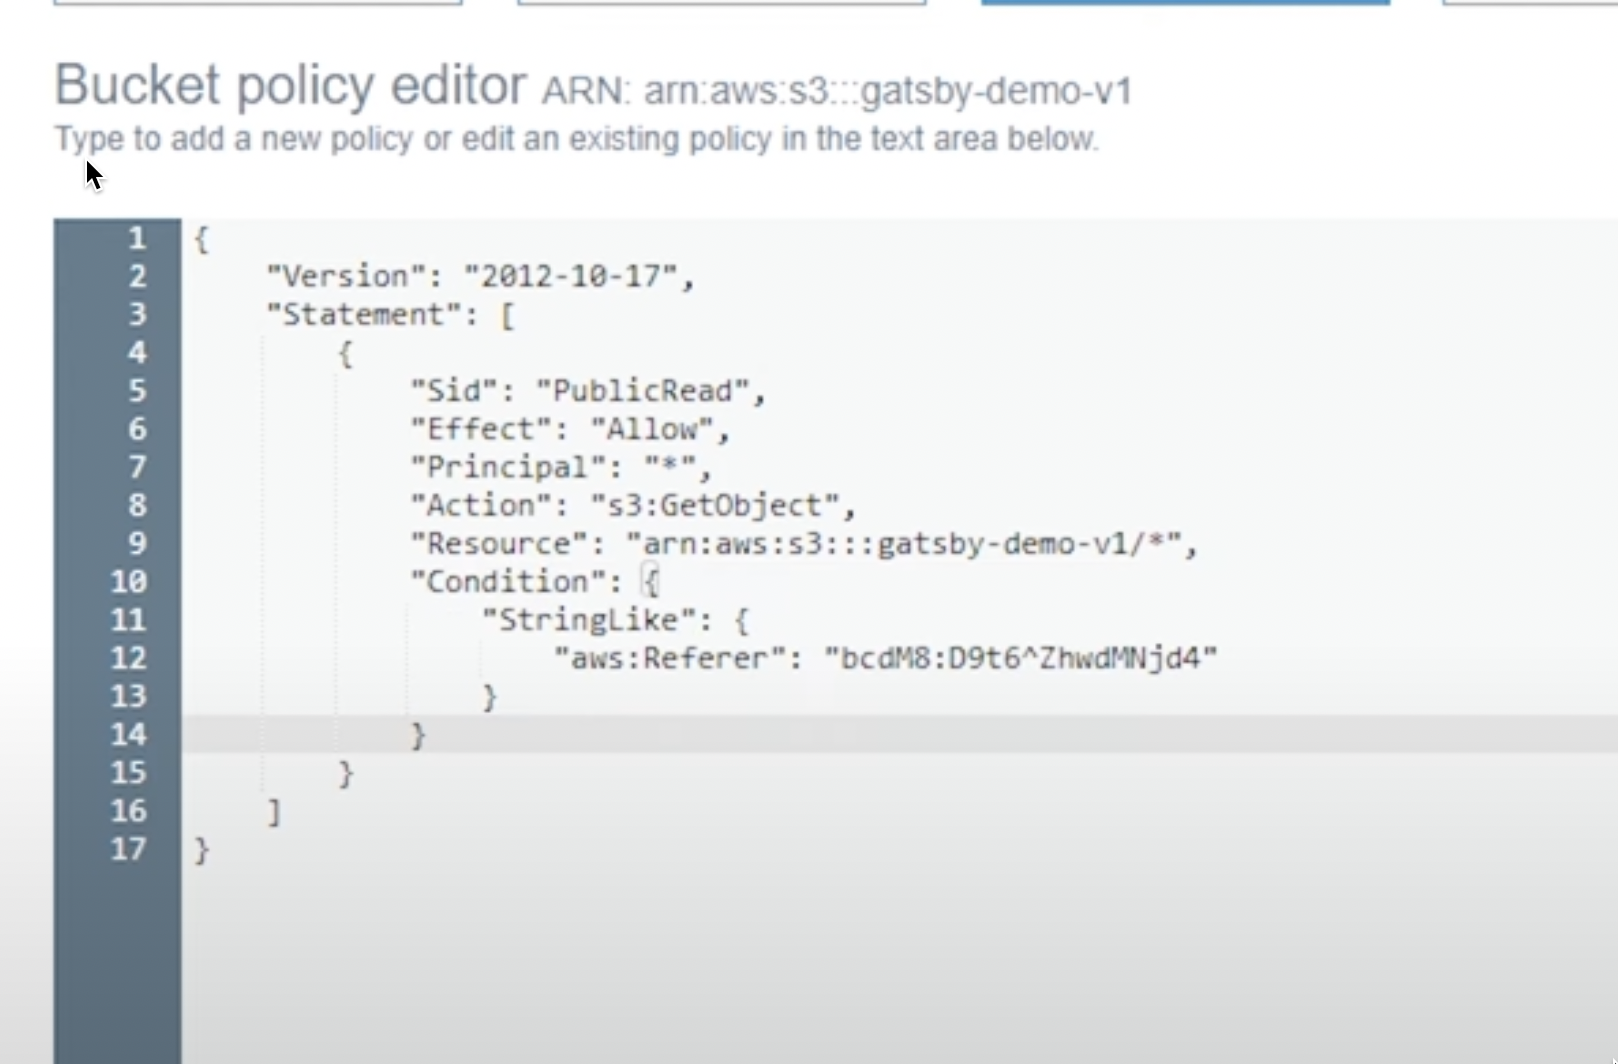 Bucket policy editor ARN: arn:aws:s3:::gatsby-demo-v1
Type to add a new policy or edit an existing policy in the text area below.
1 {
2     "Version": "2012-10-17",
3     "Statement": [
4         {
5             "Sid": "PublicRead",
6             "Effect": "Allow",
7             "Principal": "*",
8             "Action": "s3:GetObject",
9             "Resource": "arn:aws:s3:::gatsby-demo-v1/*",
10             "Condition": {
11                 "StringLike": {
12                     "aws:Referer": "bcdM8:D9t6^ZhwdMNjd4"
13                 }
14             }
15         }
16     ]
17 }